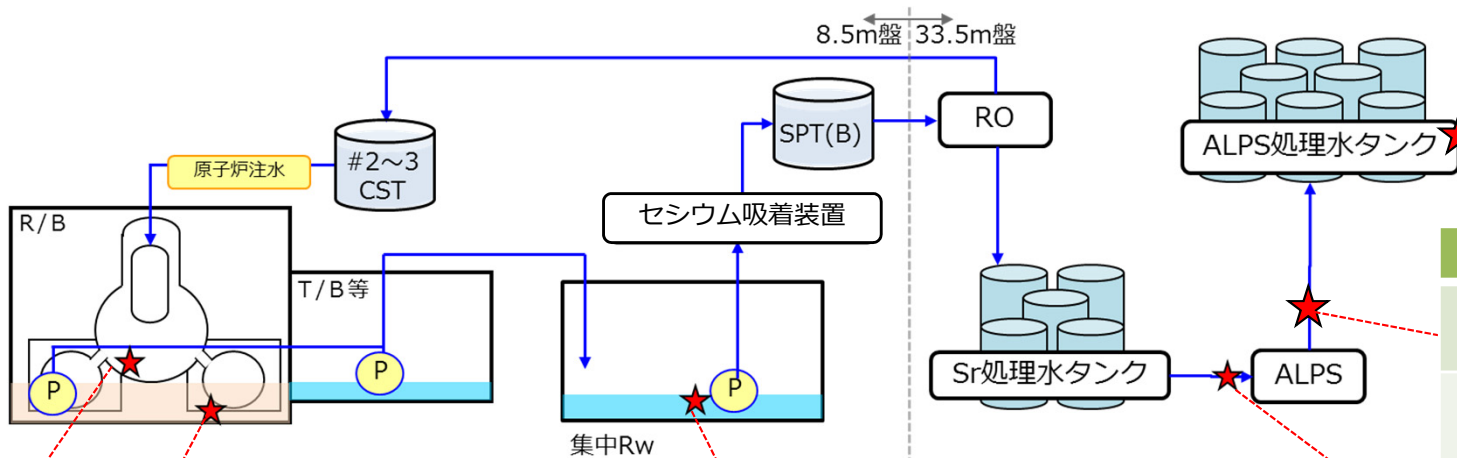 8.5m盤 33.5m盤
SPT(B)
RO
ALPS処理水タンク
#2~3
CST
原子炉注水
セシウム吸着装置
R/B
T/B等
P
P
P
集中Rw
Sr処理水タンク
ALPS